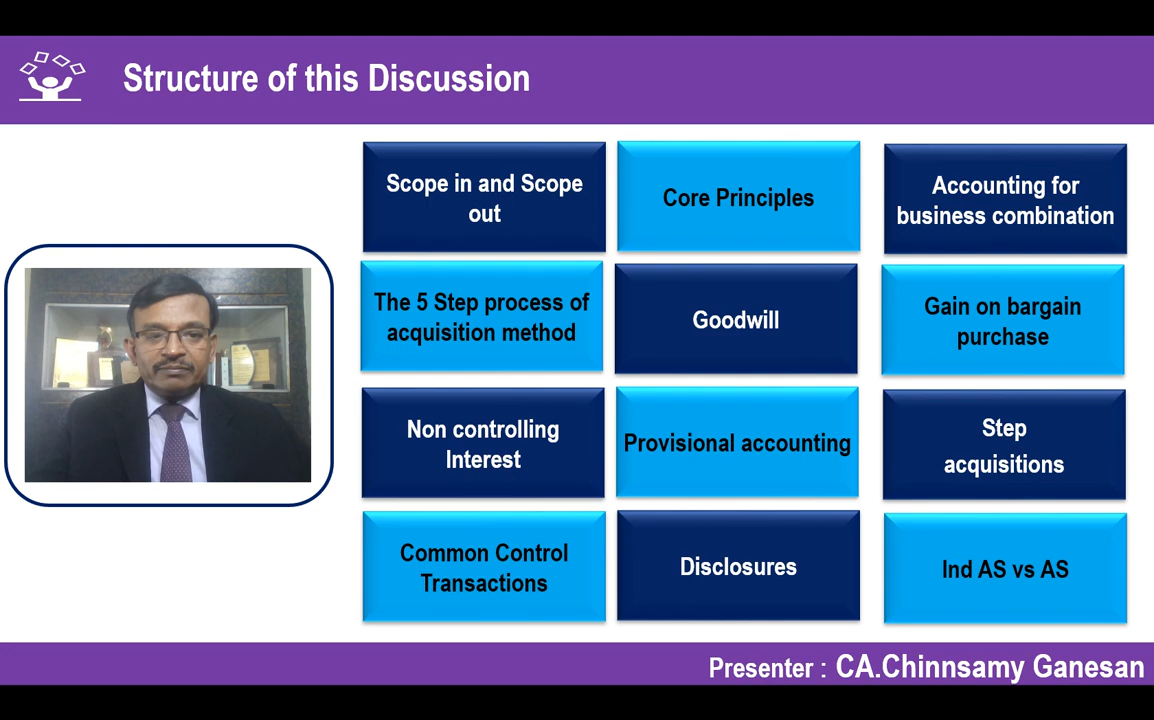 Structure of this Discussion
Scope in and Scope
out
Core Principles
Accounting for
business combination
The 5 Step process of
acquisition method
Goodwill
Gain on bargain
purchase
Non controlling
Interest
Provisional accounting
Step
acquisitions
Common Control
Transactions
Disclosures
Ind AS vs AS
Presenter : CA.Chinnsamy Ganesan